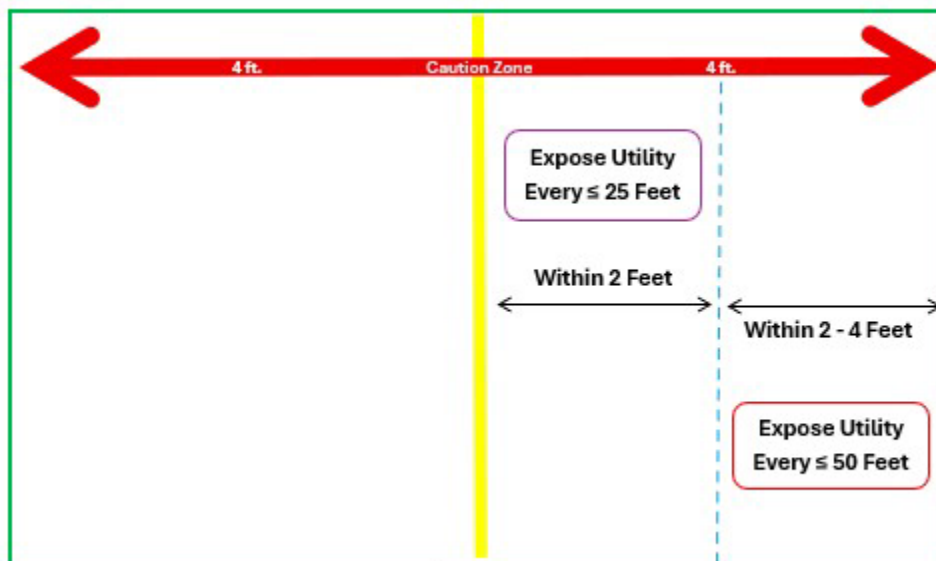 4 ft. Caution Zone 4 ft.
Expose Utility
Every ≤ 25 Feet
Within 2 Feet
Within 2 - 4 Feet
Expose Utility
Every ≤ 50 Feet